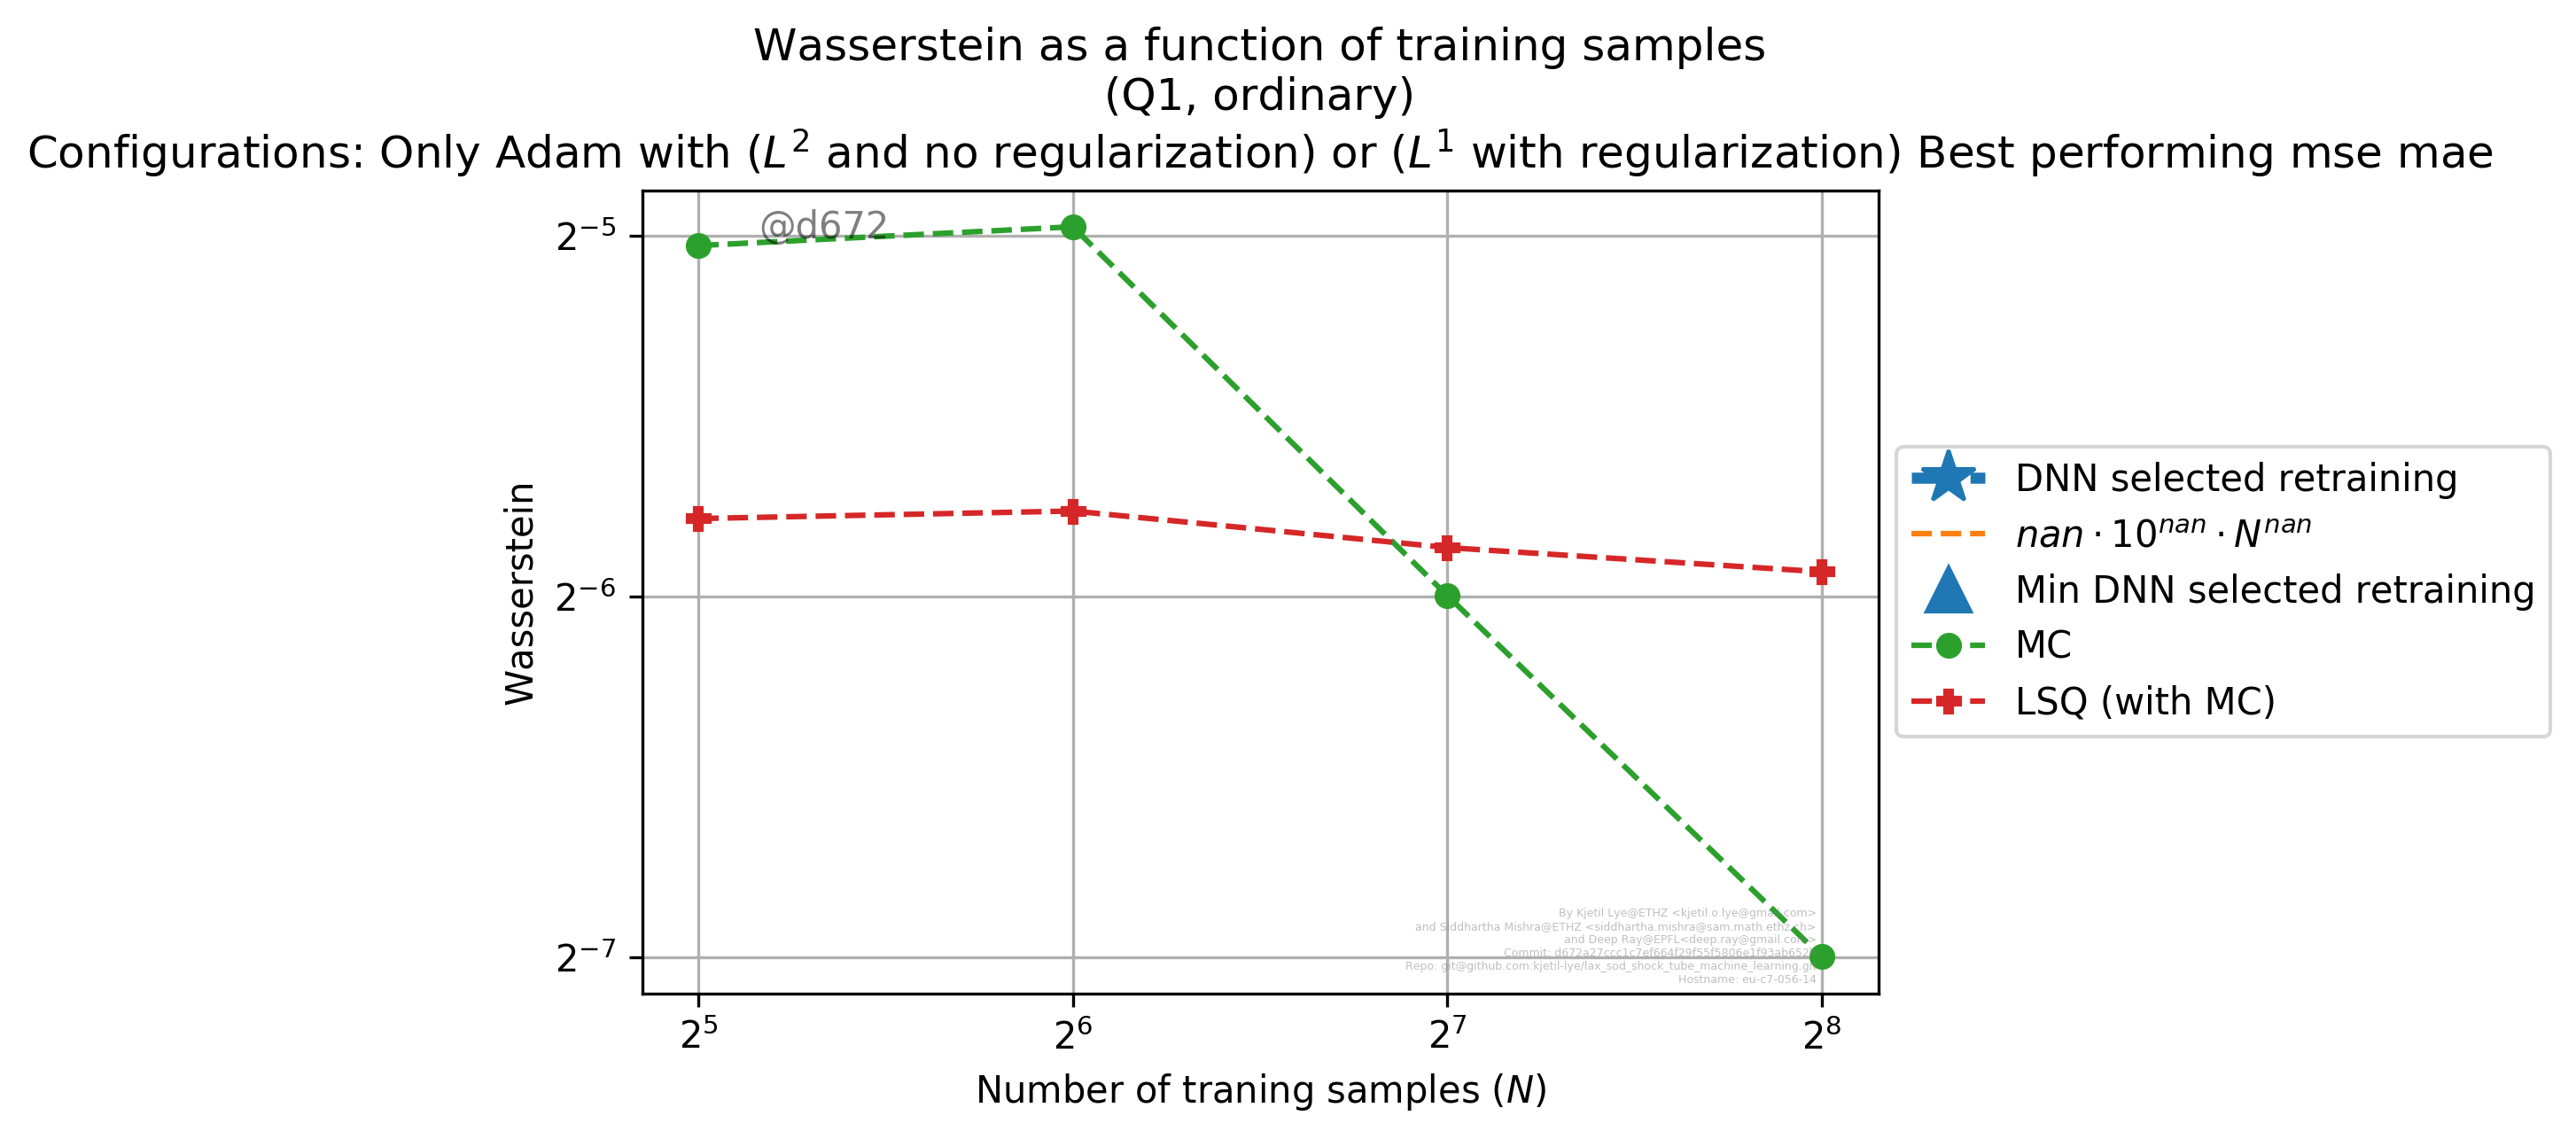 Wasserstein as a function of training samples
(Q1, ordinary)
Configurations: Only Adam with (L² and no regularization) or (L¹ with regularization) Best performing mse mae
@d672
2⁻⁵
2⁻⁶
2⁻⁷
Wasserstein
By Kjetil Lye@ETHZ <kjetil.o.lye@gmail.com>
and Siddhartha Mishra@ETHZ <siddhartha.mishra@sam.math.ethz.ch>
and Deep Ray@EPFL<deep.ray@gmail.com>
Commit:
Repo: git@github.com:kjetil-lye/lax_sod_shock_tube_machine_learning.git
Hostname: eu-c7-056-14
2⁵ 2⁶ 2⁷ 2⁸
Number of traning samples (N)
DNN selected retraining
nan · 10ⁿᵃⁿ · Nⁿᵃⁿ
Min DNN selected retraining
MC
LSQ (with MC)